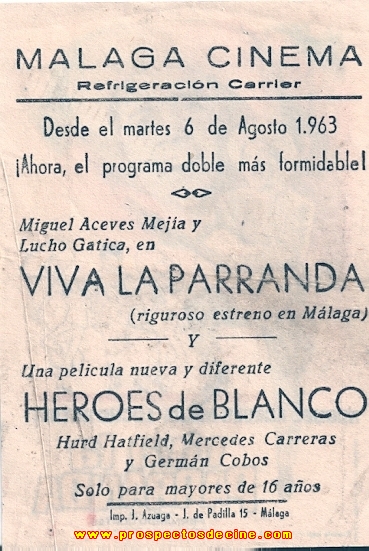 MALAGA CINEMA
Refrigeración Carrier
Desde el martes 6 de Agosto 1.963
¡Ahora, el programa doble más formidable!
Miguel Aceves Mejía y
Lucho Gatica, en
VIVA LA PARRANDA
(riguroso estreno en Málaga)
Y
Una pelicula nueva y diferente
HEROES de BLANCO
Hurd Hatfield, Mercedes Carreras
y Germán Cobos
Solo para mayores de 16 años
Imp. J. Azuaga - J. de Padilla 15 - Málaga
www.prospectosdecine.com